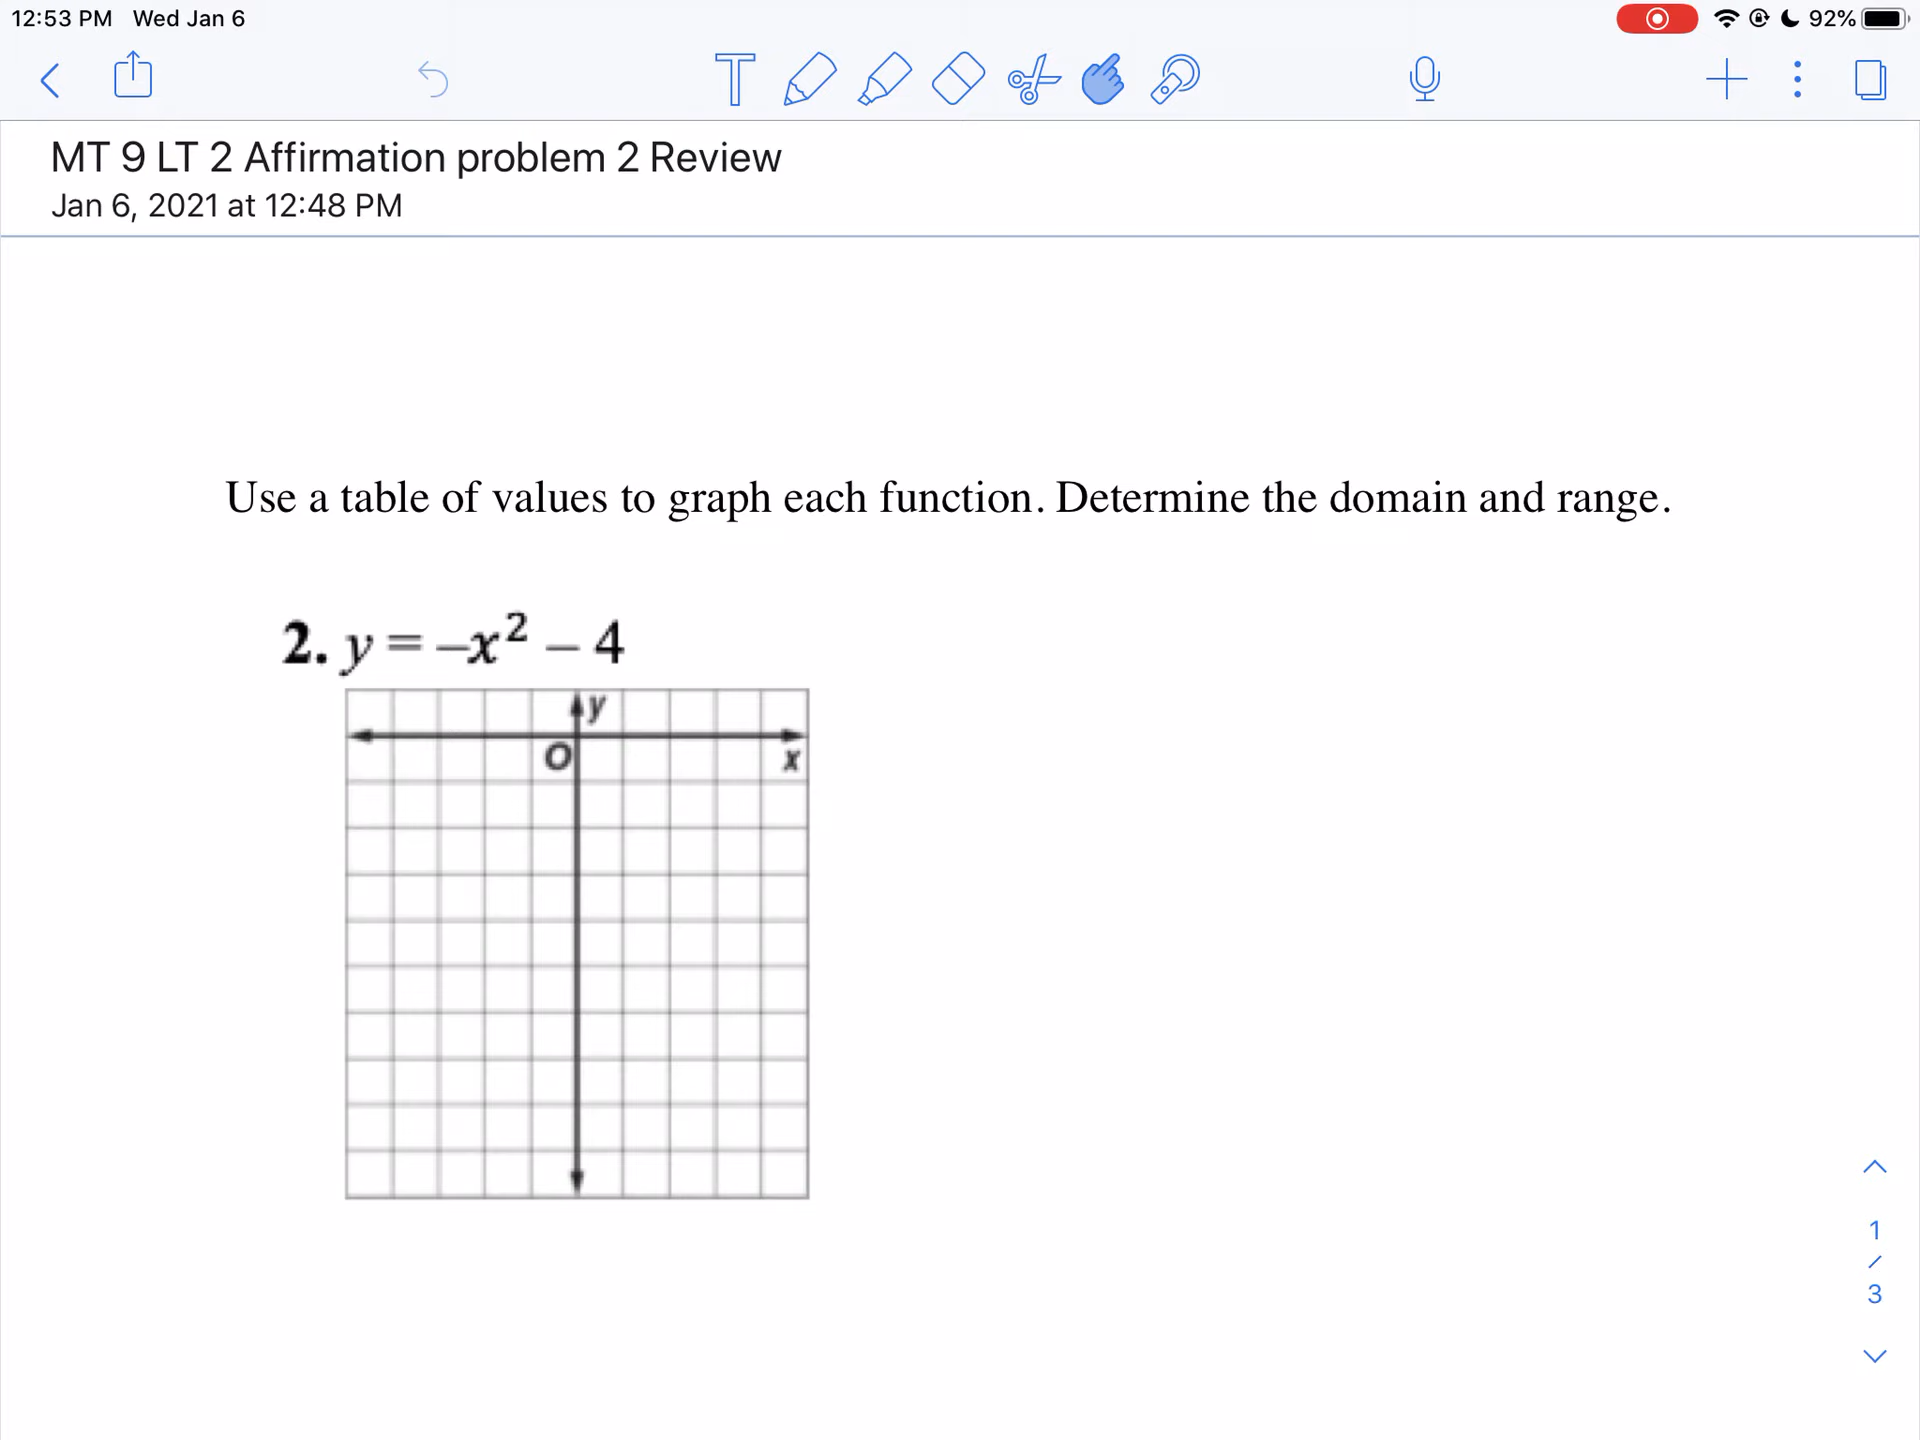 12:53 PM Wed Jan 6
92%
T
MT 9 LT 2 Affirmation problem 2 Review
Jan 6, 2021 at 12:48 PM
Use a table of values to graph each function. Determine the domain and range.
2. y = –x² – 4
y
O
x
1
/
3